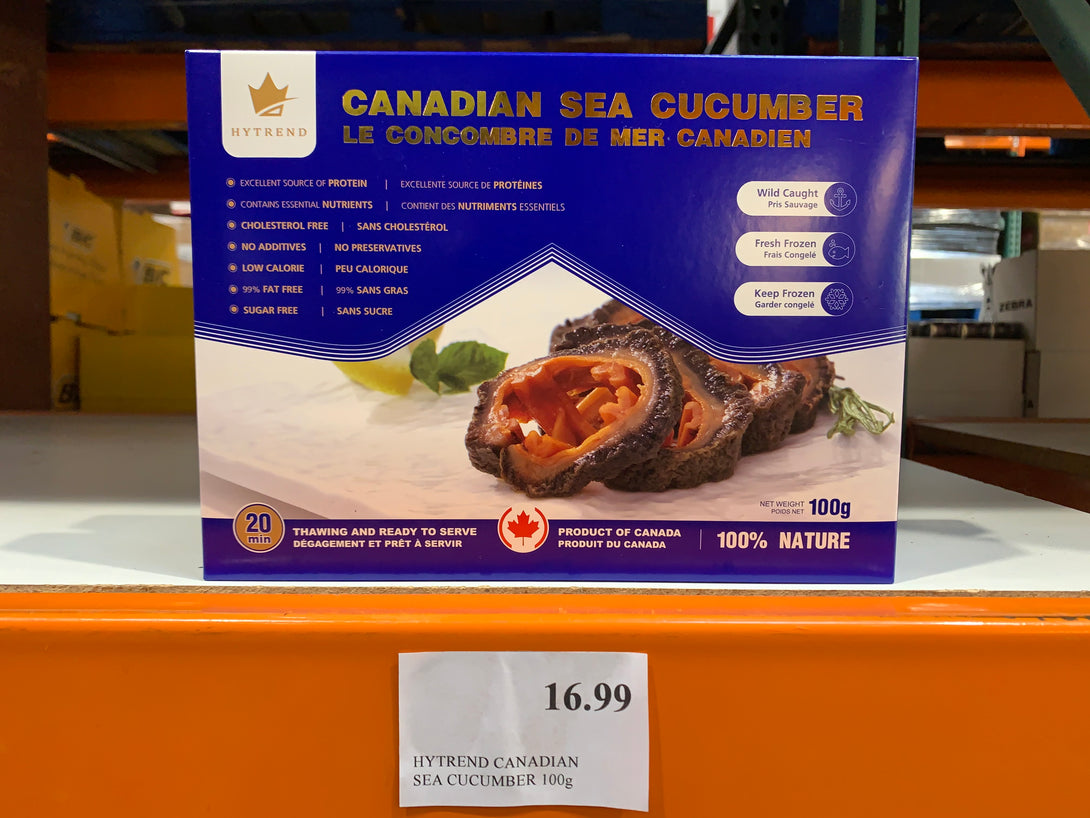 HYTREND
CANADIAN SEA CUCUMBER
LE CONCOMBRE DE MER CANADIEN
EXCELLENT SOURCE OF PROTEIN | EXCELLENTE SOURCE DE PROTÉINES
CONTAINS ESSENTIAL NUTRIENTS | CONTIENT DES NUTRIMENTS ESSENTIELS
CHOLESTEROL FREE | SANS CHOLESTÉROL
NO ADDITIVES | NO PRESERVATIVES
LOW CALORIE | PEU CALORIQUE
99% FAT FREE | 99% SANS GRAS
SUGAR FREE | SANS SUCRE
Wild Caught
Pris Sauvage
Fresh Frozen
Frais Congelé
Keep Frozen
Garder congelé
ZEBRA
NET WEIGHT
POIDS NET
100g
20
min
THAWING AND READY TO SERVE
DÉGAGEMENT ET PRÊT À SERVIR
PRODUCT OF CANADA
PRODUIT DU CANADA
100% NATURE
16.99
HYTREND CANADIAN
SEA CUCUMBER 100g